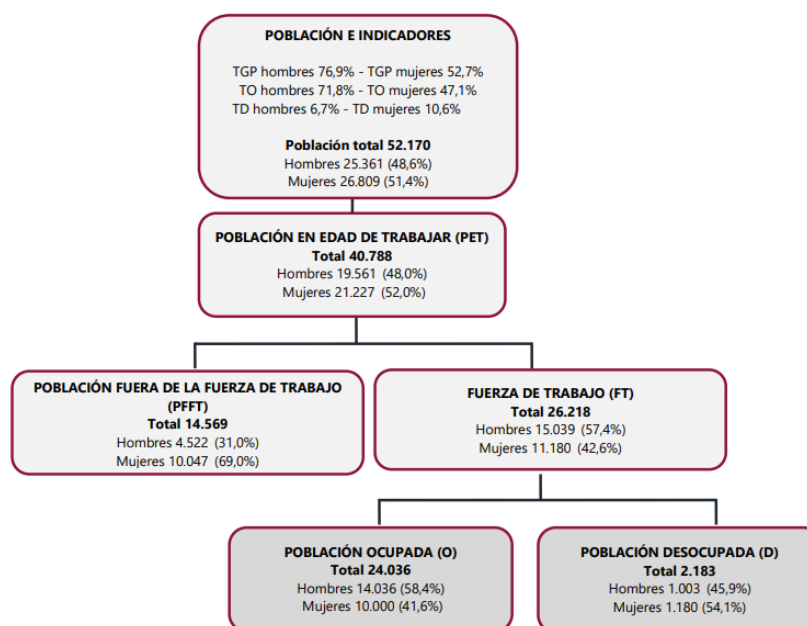 POBLACIÓN E INDICADORES
TGP hombres 76,9% - TGP mujeres 52,7%
TO hombres 71,8% - TO mujeres 47,1%
TD hombres 6,7% - TD mujeres 10,6%
Población total 52.170
Hombres 25.361 (48,6%)
Mujeres 26.809 (51,4%)
POBLACIÓN EN EDAD DE TRABAJAR (PET)
Total 40.788
Hombres 19.561 (48,0%)
Mujeres 21.227 (52,0%)
POBLACIÓN FUERA DE LA FUERZA DE TRABAJO
(PFFT)
Total 14.569
Hombres 4.522 (31,0%)
Mujeres 10.047 (69,0%)
FUERZA DE TRABAJO (FT)
Total 26.218
Hombres 15.039 (57,4%)
Mujeres 11.180 (42,6%)
POBLACIÓN OCUPADA (O)
Total 24.036
Hombres 14.036 (58,4%)
Mujeres 10.000 (41,6%)
POBLACIÓN DESOCUPADA (D)
Total 2.183
Hombres 1.003 (45,9%)
Mujeres 1.180 (54,1%)